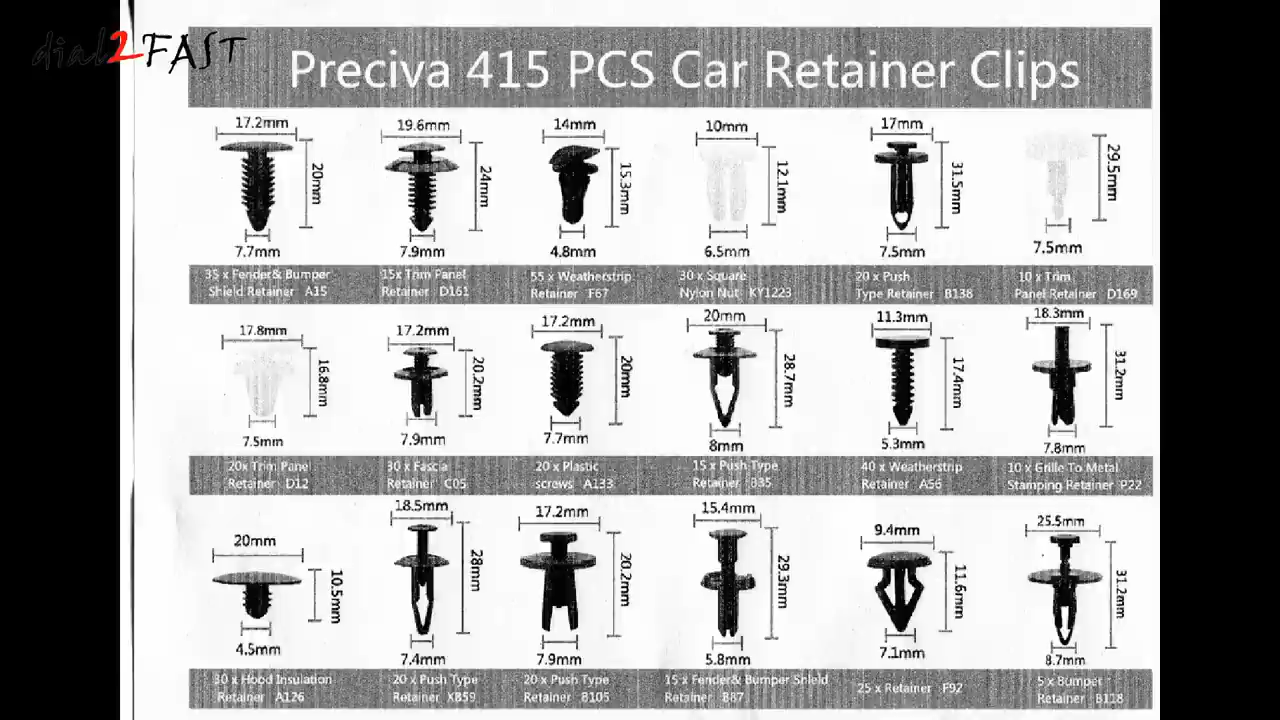 dial2FAST
Preciva 415 PCS Car Retainer Clips
17.2mm 19.6mm 14mm 10mm 17mm
20mm 24mm 15.3mm 12.1mm 31.5mm 29.5mm
7.7mm 7.9mm 4.8mm 6.5mm 7.5mm 7.5mm
35 x Fender& Bumper
Shield Retainer A15
15x Trim Panel
Retainer D161
55 x Weatherstrip
Retainer F67
30 x Square
Nylon Nut KY1223
20 x Push
Type Retainer B138
10 x Trim
Panel Retainer D169
17.8mm 17.2mm 17.2mm 20mm 11.3mm 18.3mm
16.8mm 20.2mm 20mm 28.7mm 17.4mm 31.2mm
7.5mm 7.9mm 7.7mm 8mm 5.3mm 7.8mm
20x Trim Panel
Retainer D12
30 x Fascia
Retainer C05
20 x Plastic
screws A133
15 x Push Type
Retainer B35
40 x Weatherstrip
Retainer A56
10 x Grille To Metal
Stamping Retainer P22
20mm 18.5mm 17.2mm 15.4mm 9.4mm 25.5mm
10.5mm 28mm 20.2mm 29.3mm 11.6mm 31.2mm
4.5mm 7.4mm 7.9mm 5.8mm 7.1mm 8.7mm
30 x Hood Insulation
Retainer A126
20 x Push Type
Retainer XB59
20 x Push Type
Retainer B105
15 x Fender& Bumper Shield
Retainer B87
25 x Retainer F92
5 x Bumper
Retainer B118